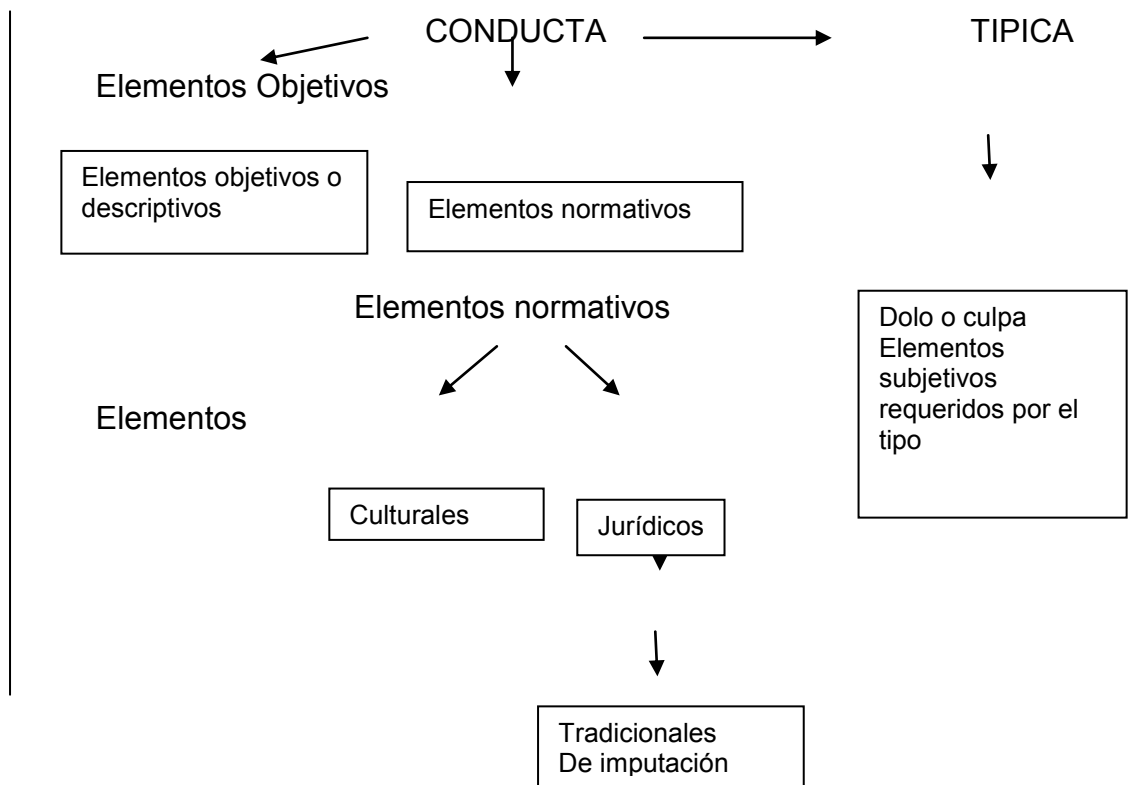 CONDUCTA TIPICA
Elementos Objetivos
Elementos objetivos o
descriptivos
Elementos normativos
Elementos normativos
Dolo o culpa
Elementos
subjetivos
requeridos por el
tipo
Elementos
Culturales
Jurídicos
Tradicionales
De imputación